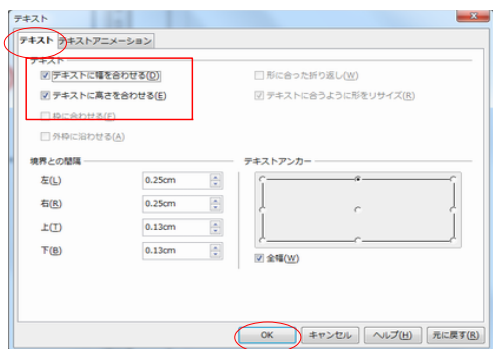 テキスト
テキスト テキストアニメーション
テキスト
テキストに幅を合わせる(D) 形に合った折り返し(W)
テキストに高さを合わせる(E) テキストに合うように形をリサイズ(R)
枠に合わせる(F)
外枠に沿わせる(A)
境界との間隔 テキストアンカー
左(L) 0.25cm
右(R) 0.25cm
上(T) 0.13cm
下(B) 0.13cm
全幅(W)
OK キャンセル ヘルプ(H) 元に戻す(R)